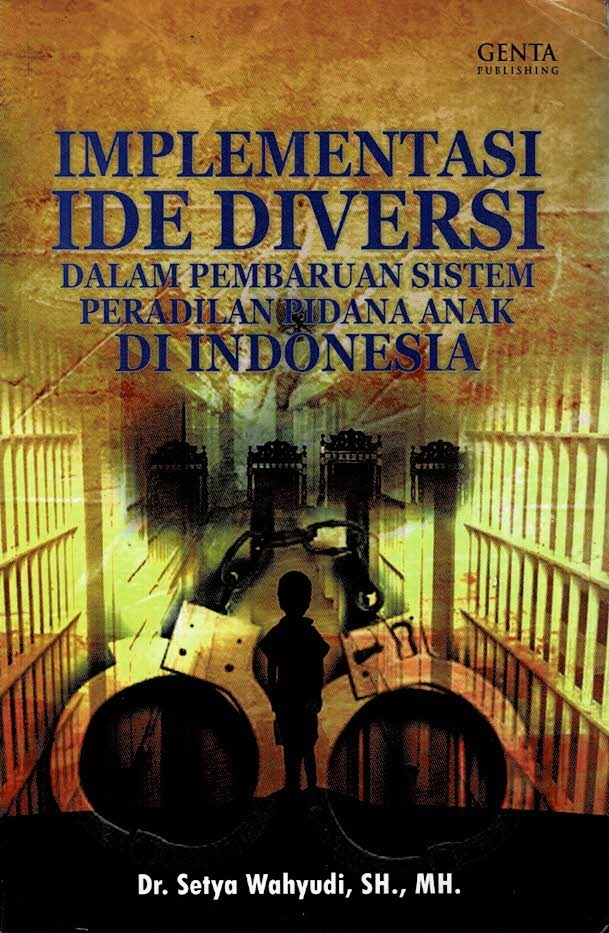 GENTA
PUBLISHING
IMPLEMENTASI
IDE DIVERSI
DALAM PEMBARUAN SISTEM
PERADILAN PIDANA ANAK
DI INDONESIA
Dr. Setya Wahyudi, SH., MH.